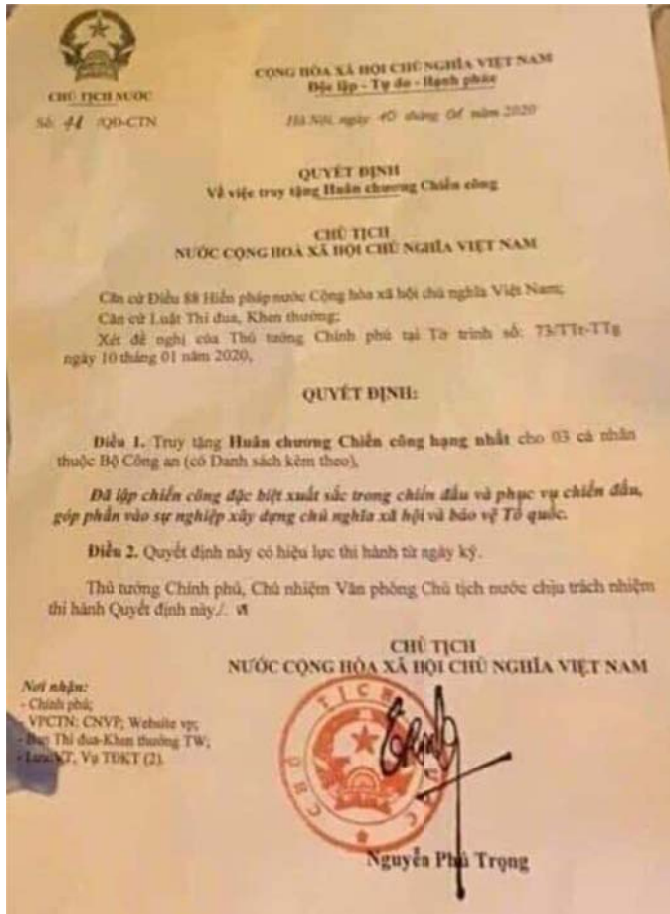 CHỦ TỊCH NƯỚC
Số: 41 /QĐ-CTN
CỘNG HÒA XÃ HỘI CHỦ NGHĨA VIỆT NAM
Độc lập - Tự do - Hạnh phúc
Hà Nội, ngày 10 tháng 01 năm 2020
QUYẾT ĐỊNH
Về việc truy tặng Huân chương Chiến công
CHỦ TỊCH
NƯỚC CỘNG HOÀ XÃ HỘI CHỦ NGHĨA VIỆT NAM
Căn cứ Điều 88 Hiến pháp nước Cộng hòa xã hội chủ nghĩa Việt Nam;
Căn cứ Luật Thi đua, Khen thưởng;
Xét đề nghị của Thủ tướng Chính phủ tại Tờ trình số: 73/TTr-TTg
ngày 10 tháng 01 năm 2020,
QUYẾT ĐỊNH:
Điều 1. Truy tặng Huân chương Chiến công hạng nhất cho 03 cá nhân
thuộc Bộ Công an (có Danh sách kèm theo),
Đã lập chiến công đặc biệt xuất sắc trong chiến đấu và phục vụ chiến đấu,
góp phần vào sự nghiệp xây dựng chủ nghĩa xã hội và bảo vệ Tổ quốc.
Điều 2. Quyết định này có hiệu lực thi hành từ ngày ký.
Thủ tướng Chính phủ, Chủ nhiệm Văn phòng Chủ tịch nước chịu trách nhiệm
thi hành Quyết định này./.
CHỦ TỊCH
NƯỚC CỘNG HÒA XÃ HỘI CHỦ NGHĨA VIỆT NAM
Nơi nhận:
- Chính phủ;
- VPCTN: CNVP; Website vp;
- Ban Thi đua-Khen thưởng TW;
- Lưu: VT, Vụ TĐKT (2).
CHỦ TỊCH NƯỚC
Nguyễn Phú Trọng